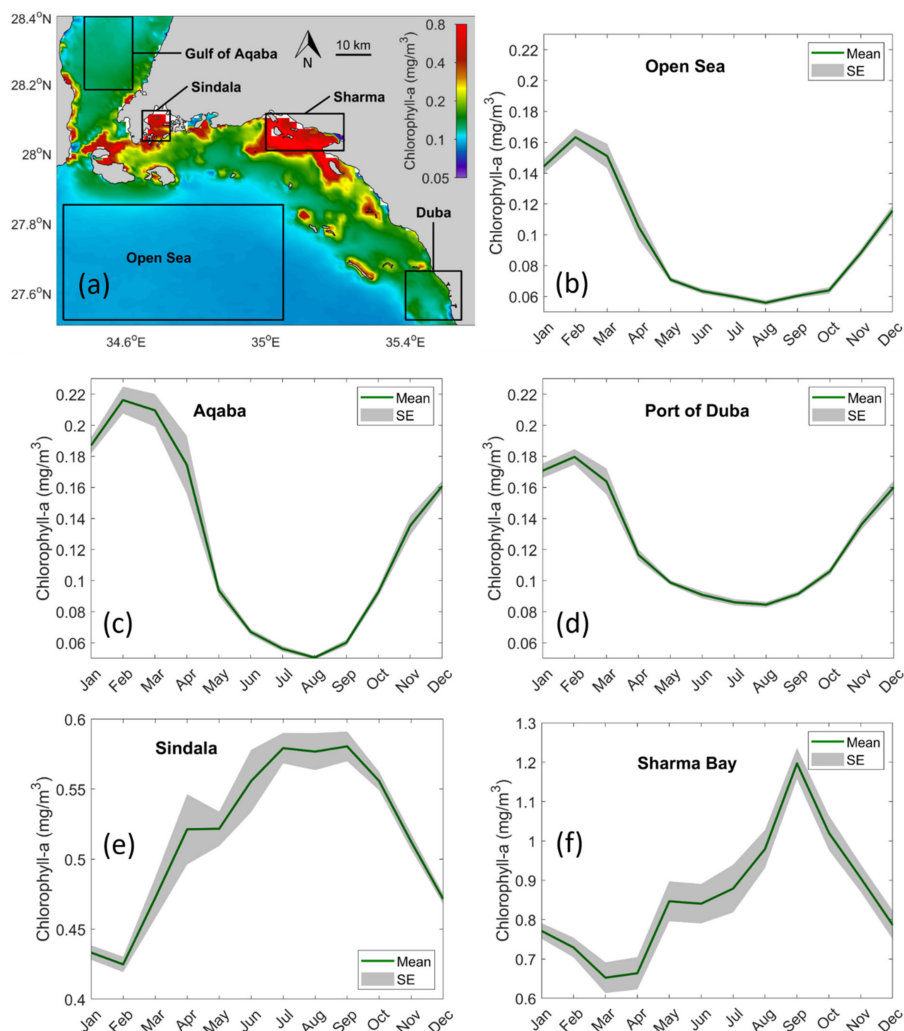 (a)
28.4°N
28.2°N
28°N
27.8°N
27.6°N
34.6°E
35°E
35.4°E
Gulf of Aqaba
Sindala
Sharma
Duba
Open Sea
N
10 km
Chlorophyll-a (mg/m³)
0.8
0.4
0.2
0.1
0.05
(b)
Open Sea
Mean
SE
Chlorophyll-a (mg/m³)
0.22
0.2
0.16
0.12
0.08
0.06
Jan Feb Mar Apr May Jun Jul Aug Sep Oct Nov Dec
(c)
Aqaba
Mean
SE
Chlorophyll-a (mg/m³)
0.22
0.2
0.18
0.16
0.14
0.12
0.1
0.08
0.06
Jan Feb Mar Apr May Jun Jul Aug Sep Oct Nov Dec
(d)
Port of Duba
Mean
SE
Chlorophyll-a (mg/m³)
0.22
0.2
0.18
0.16
0.14
0.12
0.1
0.08
0.06
Jan Feb Mar Apr May Jun Jul Aug Sep Oct Nov Dec
(e)
Sindala
Mean
SE
Chlorophyll-a (mg/m³)
0.6
0.55
0.5
0.45
0.4
Jan Feb Mar Apr May Jun Jul Aug Sep Oct Nov Dec
(f)
Sharma Bay
Mean
SE
Chlorophyll-a (mg/m³)
1.3
1.2
1.1
1
0.9
0.8
0.7
0.6
Jan Feb Mar Apr May Jun Jul Aug Sep Oct Nov Dec